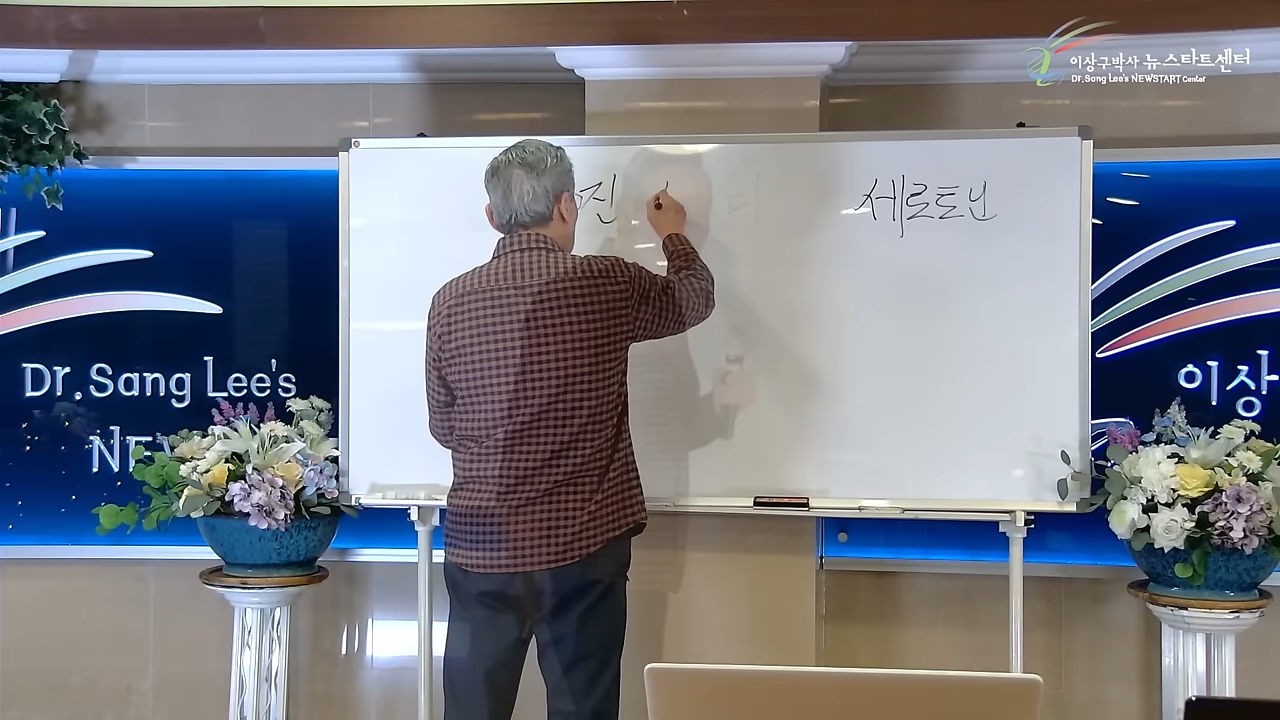 이상구박사 뉴스타트센터
Dr. Sang Lee's NEWSTART Center
진
세로토닌
Dr. Sang Lee's
이상